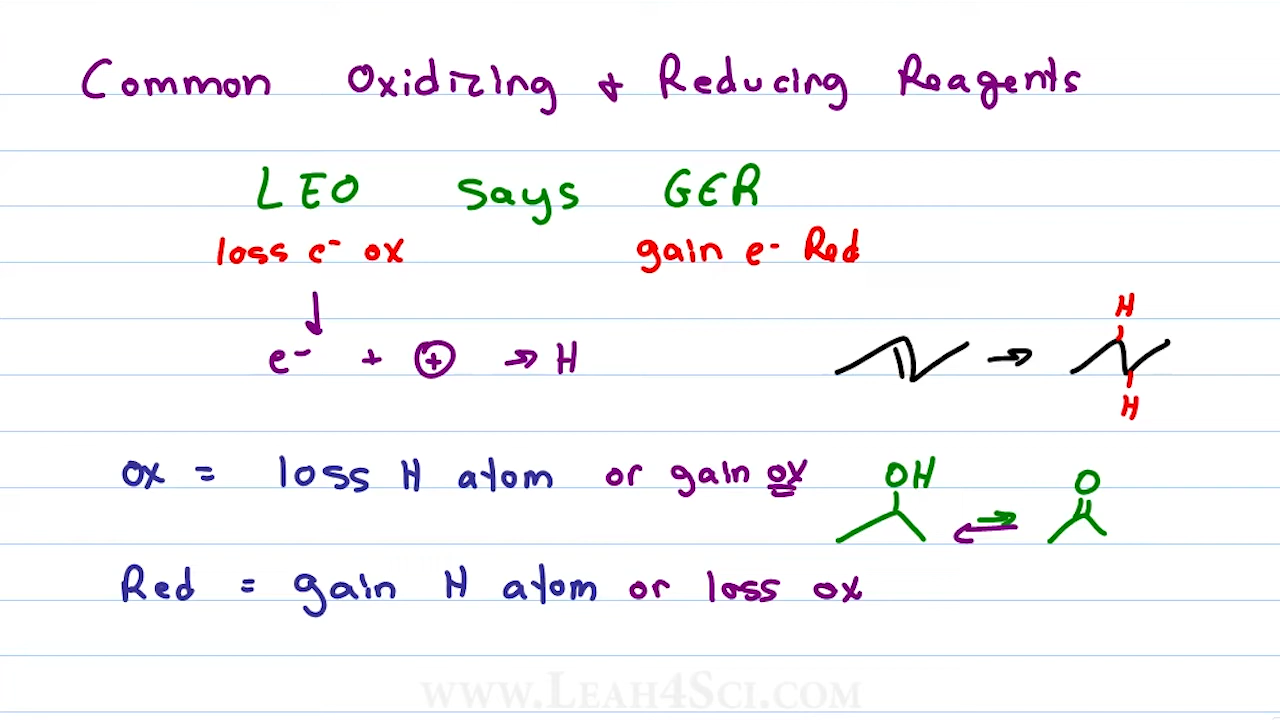 Common Oxidizing & Reducing Reagents
LEO says GER
loss e⁻ ox gain e⁻ Red
H
e⁻ + ⊕ → H →
H
ox = loss H atom or gain ox
OH ⇌ O
Red = gain H atom or loss ox
www.Leah4Sci.com